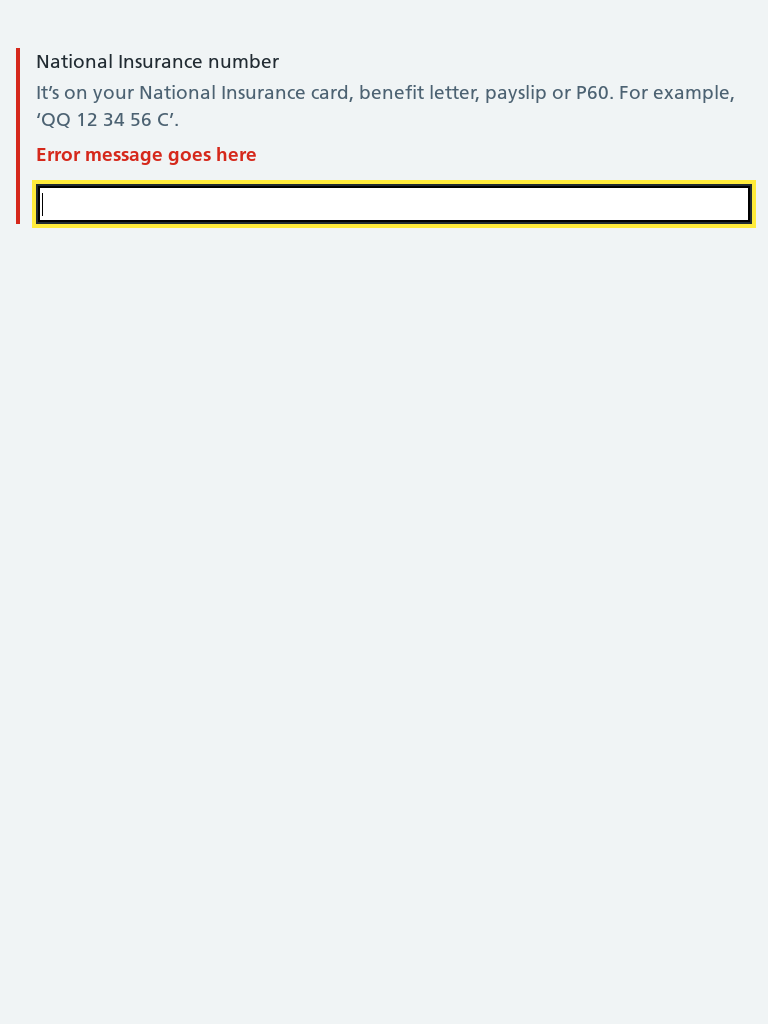 National Insurance number
It’s on your National Insurance card, benefit letter, payslip or P60. For example,
‘QQ 12 34 56 C’.
Error message goes here